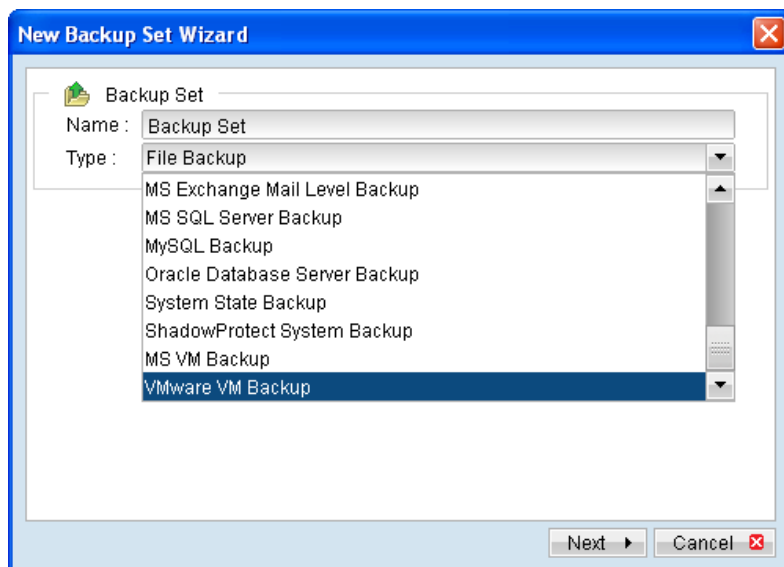 New Backup Set Wizard
Backup Set
Name : Backup Set
Type : File Backup
MS Exchange Mail Level Backup
MS SQL Server Backup
MySQL Backup
Oracle Database Server Backup
System State Backup
ShadowProtect System Backup
MS VM Backup
VMware VM Backup
Next Cancel